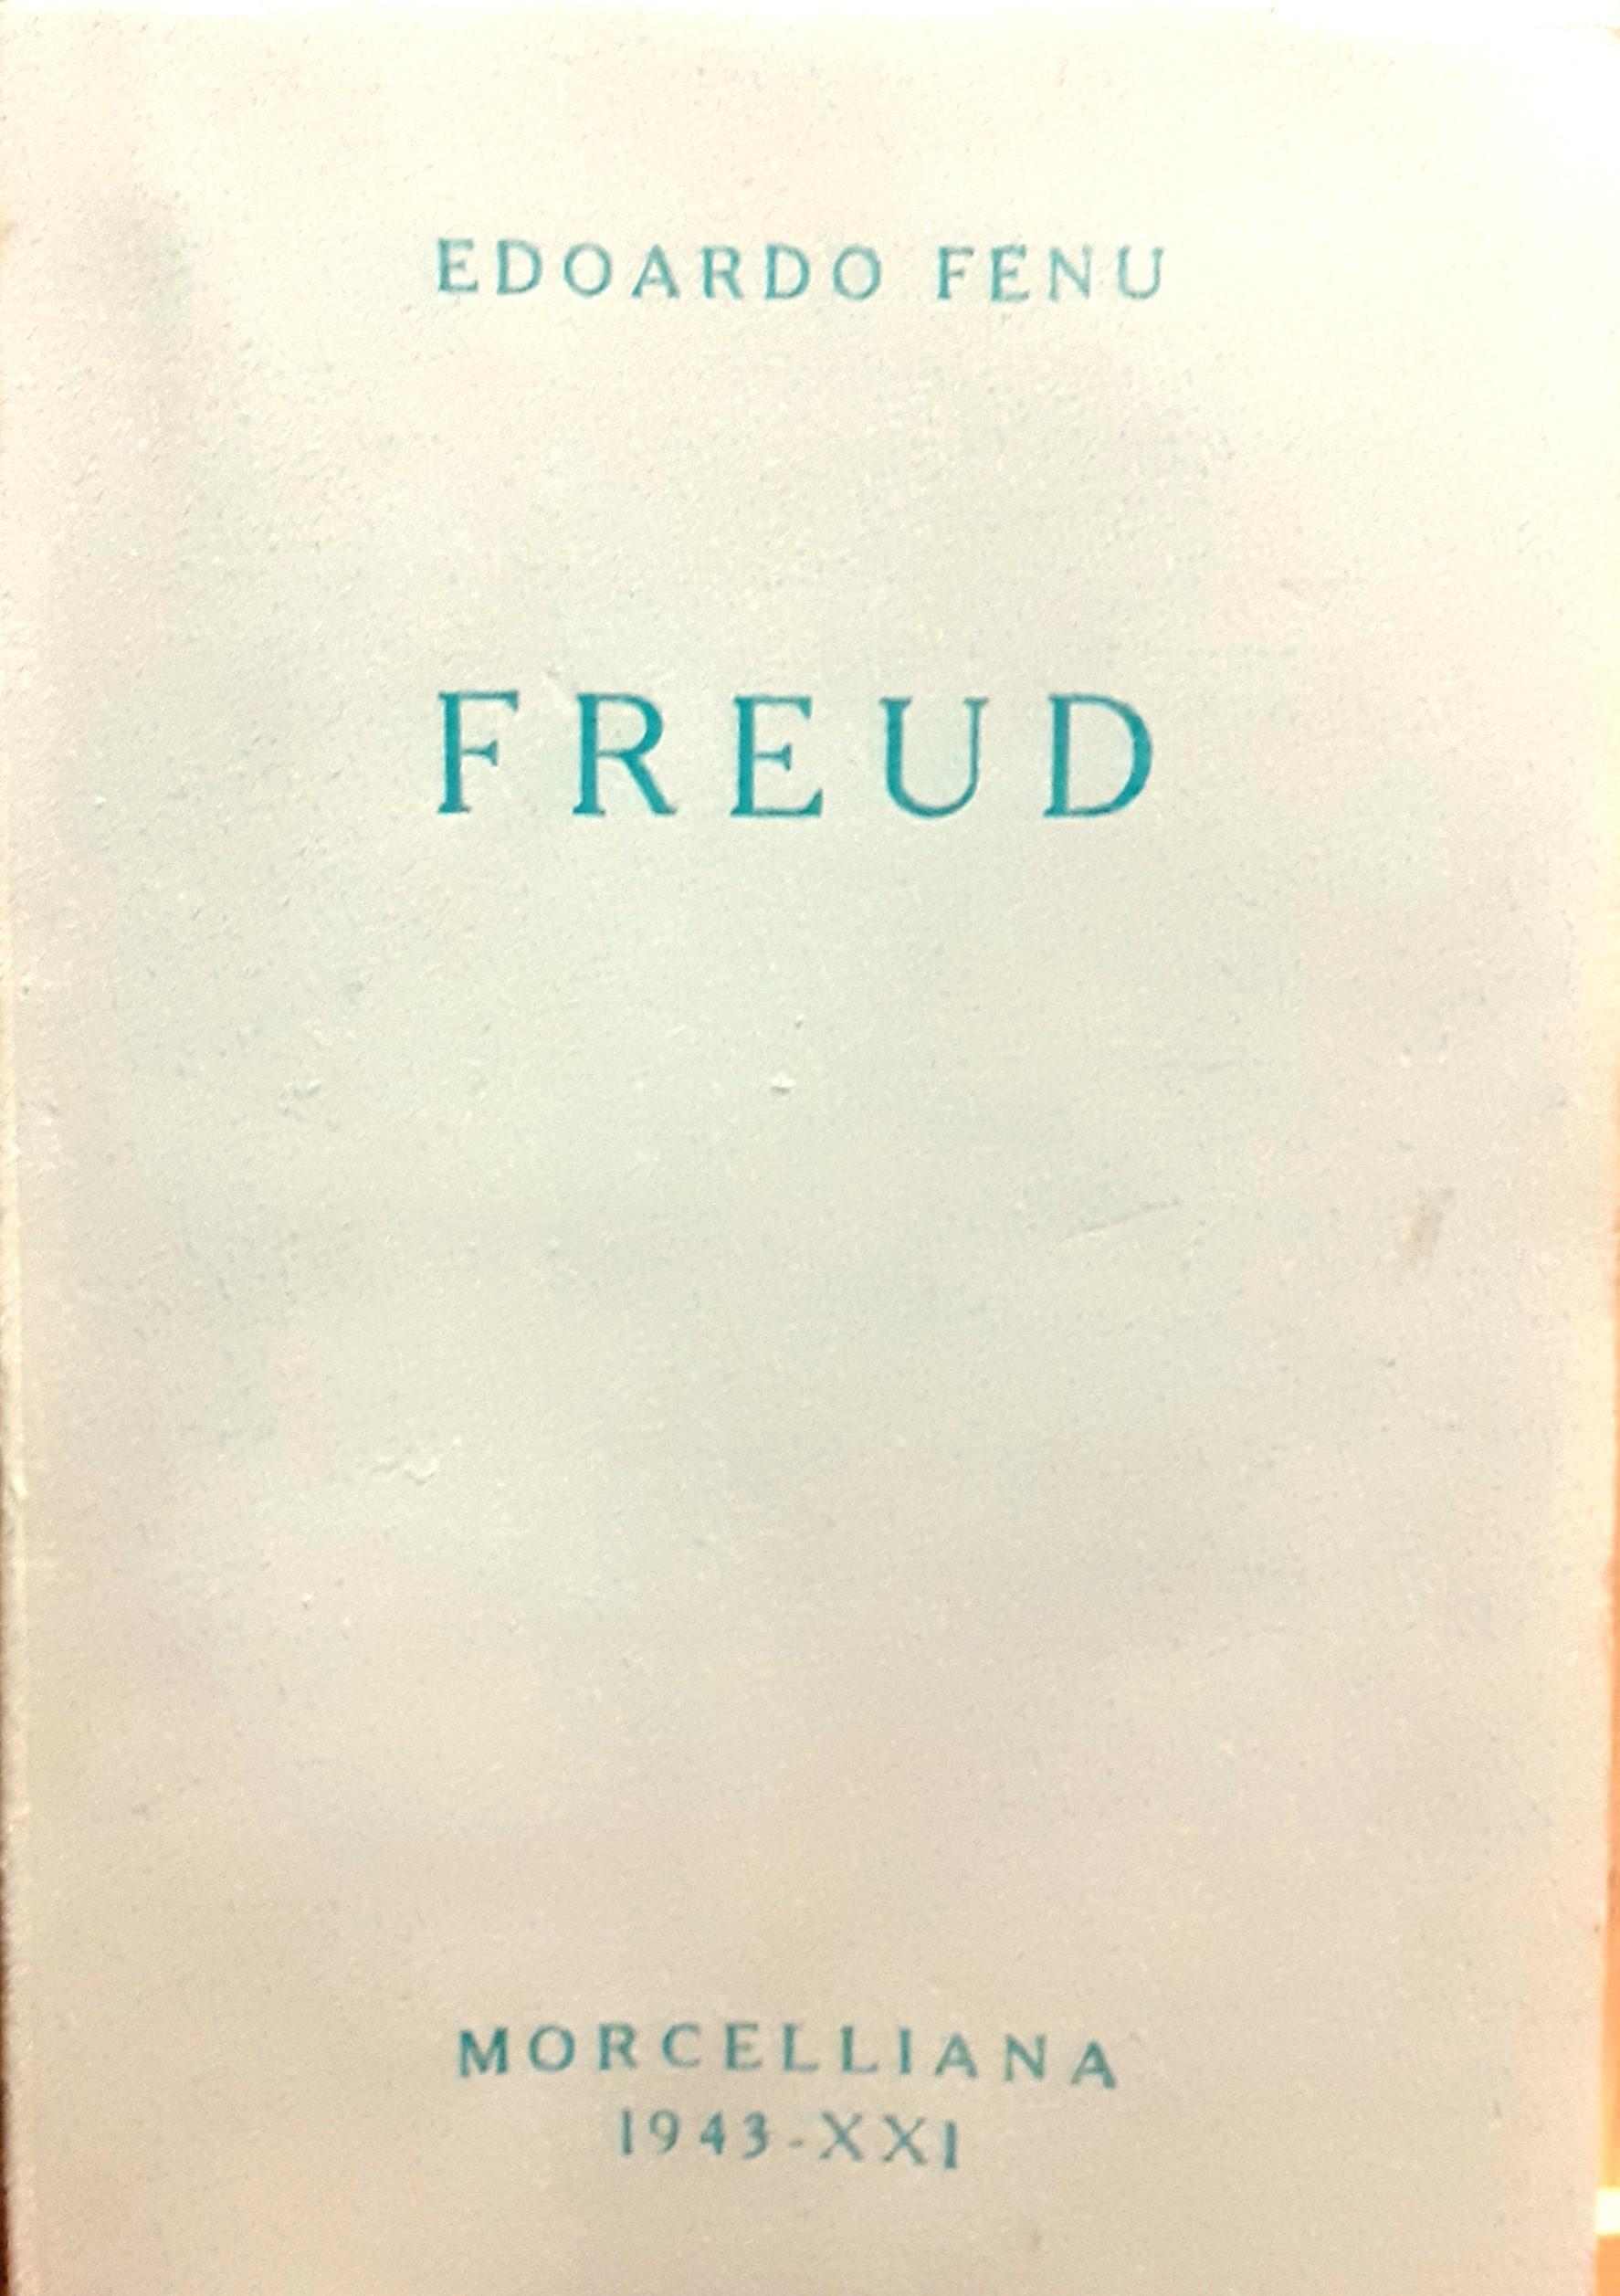 EDOARDO FENU
FREUD
MORCELLIANA
1943-XXI